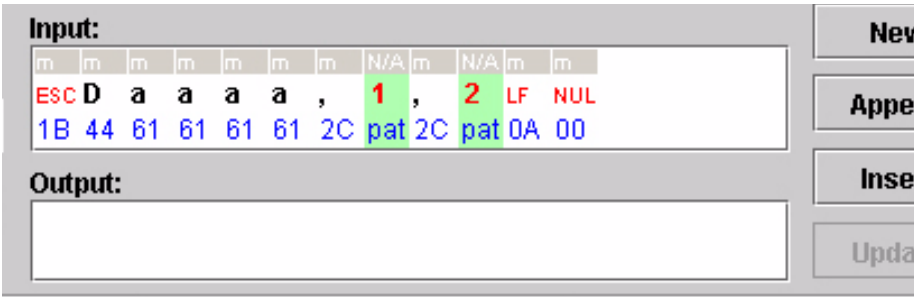 Input:
m m m m m m m N/A m N/A m m
ESC D a a a a , 1 , 2 LF NUL
1B 44 61 61 61 61 2C pat 2C pat 0A 00
Output:
New
Appe
Inse
Upda